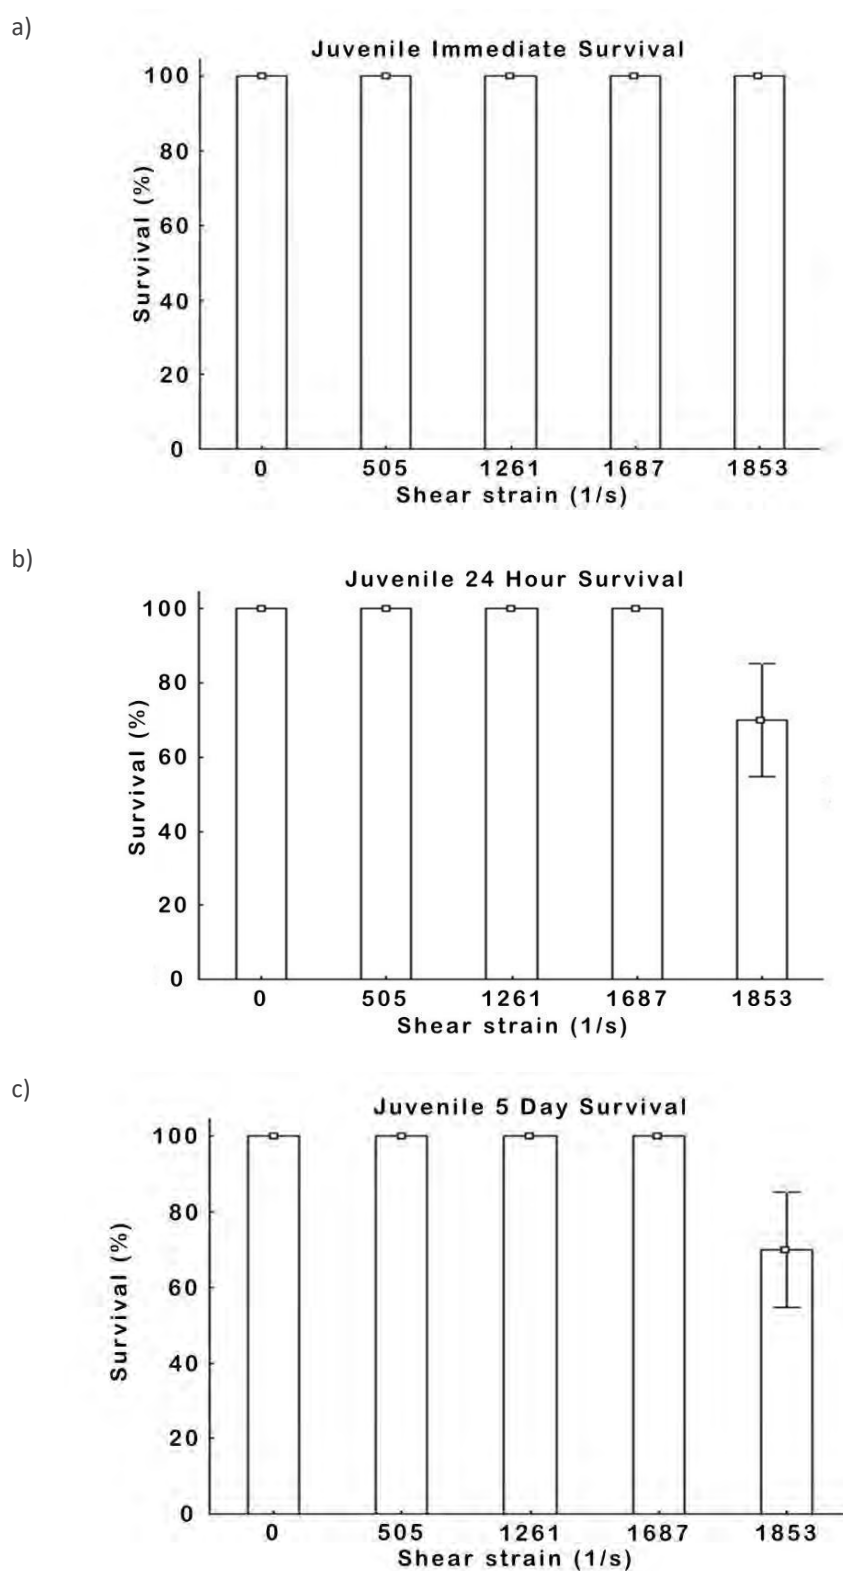 a)
Juvenile Immediate Survival
100
80
60
40
20
0
Survival (%)
0 505 1261 1687 1853
Shear strain (1/s)
b)
Juvenile 24 Hour Survival
100
80
60
40
20
0
Survival (%)
0 505 1261 1687 1853
Shear strain (1/s)
c)
Juvenile 5 Day Survival
100
80
60
40
20
0
Survival (%)
0 505 1261 1687 1853
Shear strain (1/s)